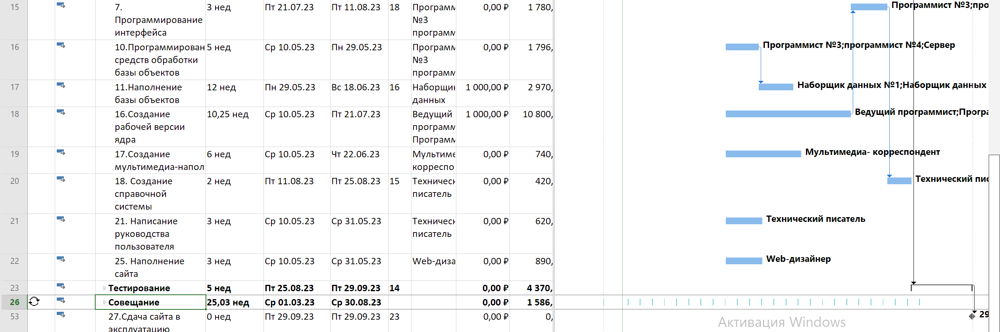 15 7. 3 нед Пт 21.07.23 Пт 11.08.23 18 Программ 0,00 ₽ 1 780, Программист №3;про
Программирование №3
интерфейса програмm
16 10.Программирован 5 нед Ср 10.05.23 Пн 29.05.23 Программ 0,00 ₽ 1 796, Программист №3;программист №4;Сервер
средств обработки №3
базы объектов программ
17 11.Наполнение 12 нед Пн 29.05.23 Вс 18.06.23 16 Наборщик 1 000,00 ₽ 2 970, Наборщик данных №1;Наборщик данных
базы объектов данных
18 16.Создание 10,25 нед Ср 10.05.23 Пт 21.07.23 Ведущий 1 000,00 ₽ 10 800, Ведущий программист;Програ
рабочей версии программ
ядра Программ
19 17.Создание 6 нед Ср 10.05.23 Чт 22.06.23 Мультиме 0,00 ₽ 740, Мультимедиа- корреспондент
мультимедиа-напол корреспо
20 18. Создание 2 нед Пт 11.08.23 Пт 25.08.23 15 Техническ 0,00 ₽ 420, Технический пис
справочной писатель
системы
21 21. Написание 3 нед Ср 10.05.23 Ср 31.05.23 Техническ 0,00 ₽ 620, Технический писатель
руководства писатель
пользователя
22 25. Наполнение 3 нед Ср 10.05.23 Ср 31.05.23 Web-диза 0,00 ₽ 890, Web-дизайнер
сайта
23 Тестирование 5 нед Пт 25.08.23 Пт 29.09.23 14 0,00 ₽ 4 370,
26 Совещание 25,03 нед Ср 01.03.23 Ср 30.08.23 0,00 ₽ 1 586,
53 27.Сдача сайта в 0 нед Пт 29.09.23 Пт 29.09.23 23 0,00 ₽ 0, 29
эксплуатацию
Активация Windows